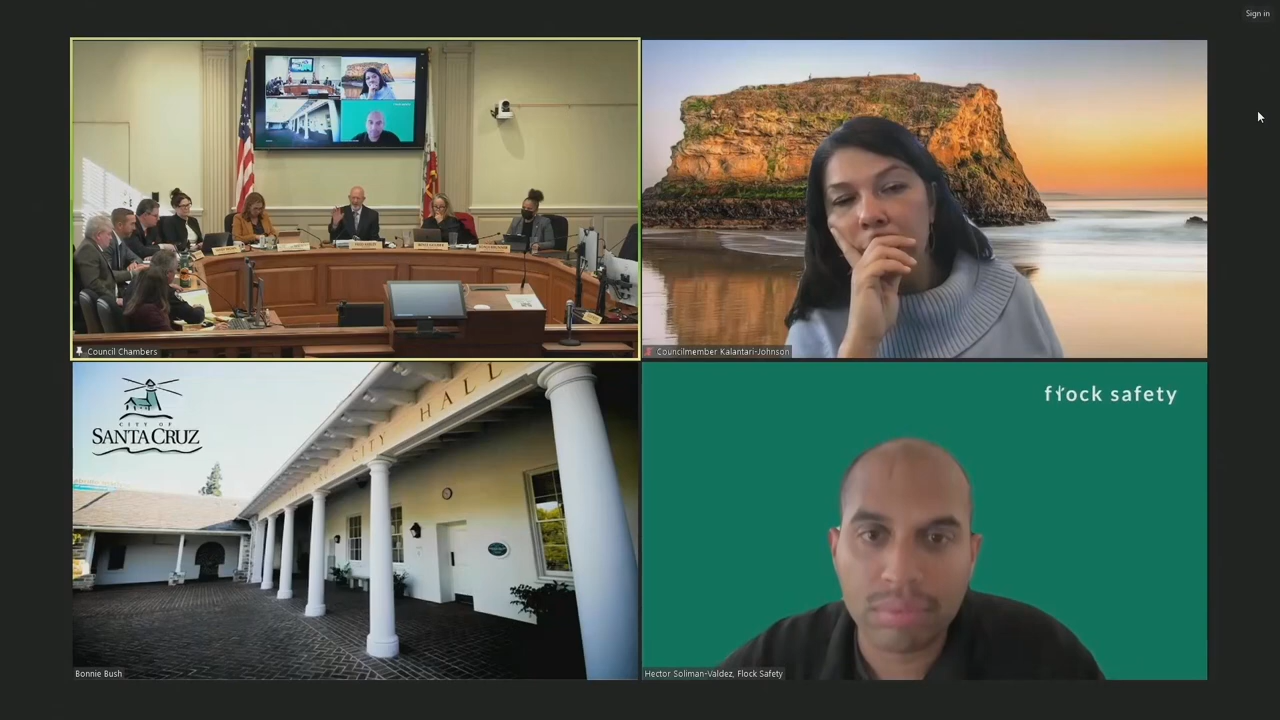 Sign in
Council Chambers
Councilmember Kalantari-Johnson
CITY OF
SANTA CRUZ
CITY HALL
Bonnie Bush
flock safety
Hector Soliman-Valdez, Flock Safety